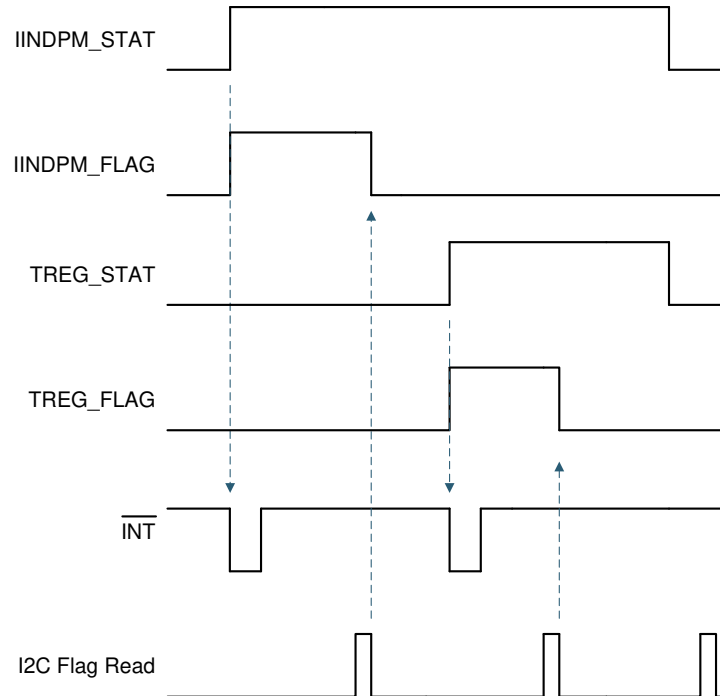 IINDPM_STAT
IINDPM_FLAG
TREG_STAT
TREG_FLAG
INT
I2C Flag Read